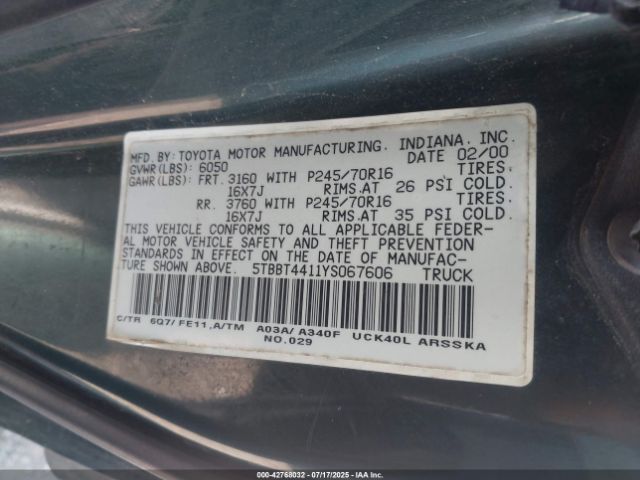 MFD. BY: TOYOTA MOTOR MANUFACTURING. INDIANA. INC.
GVWR(LBS): 6050 DATE 02/00
GAWR(LBS): FRT. 3160 WITH P245/70R16 TIRES.
16X7J RIMS.AT 26 PSI COLD.
RR. 3760 WITH P245/70R16 TIRES.
16X7J RIMS.AT 35 PSI COLD.
THIS VEHICLE CONFORMS TO ALL APPLICABLE FEDER-
AL MOTOR VEHICLE SAFETY AND THEFT PREVENTION
STANDARDS IN EFFECT ON THE DATE OF MANUFAC-
TURE SHOWN ABOVE. 5TBBT4411YS067606 TRUCK
C/TR 6Q7/ FE11,A/TM A03A/ A340F UCK40L ARSSKA
NO.029
000-42768032 - 07/17/2025 - IAAI.COM